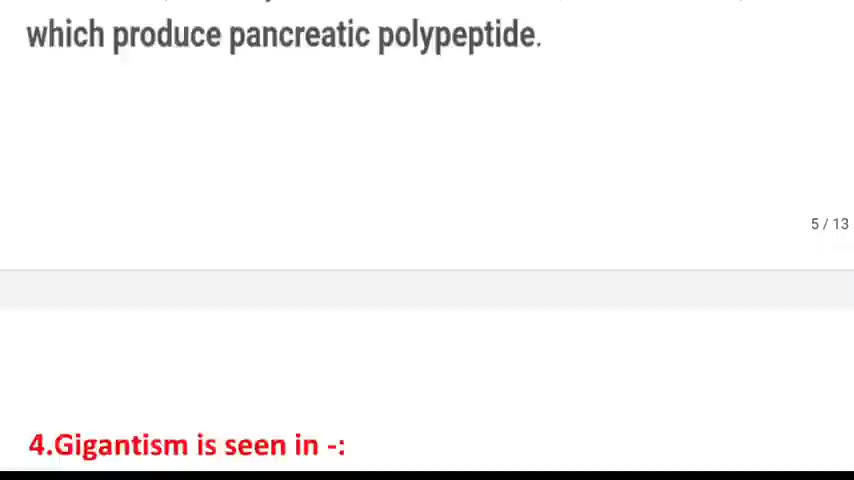 which produce pancreatic polypeptide.
5 / 13
4.Gigantism is seen in -: